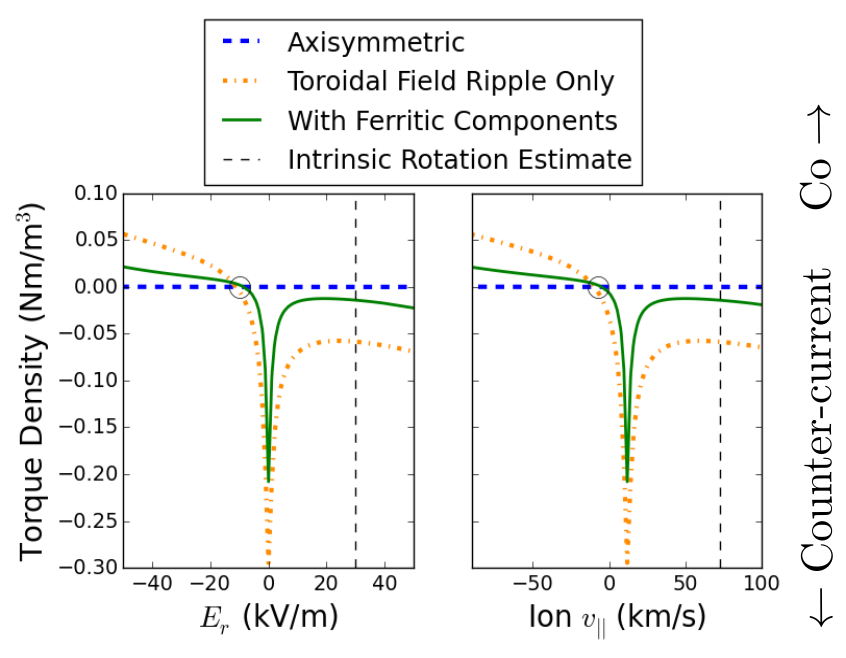 Axisymmetric
Toroidal Field Ripple Only
With Ferritic Components
Intrinsic Rotation Estimate
Torque Density (Nm/m³)
0.10
0.05
0.00
−0.05
−0.10
−0.15
−0.20
−0.25
−0.30
−40 −20 0 20 40
E_r (kV/m)
−50 0 50 100
Ion v_|| (km/s)
← Counter-current Co →